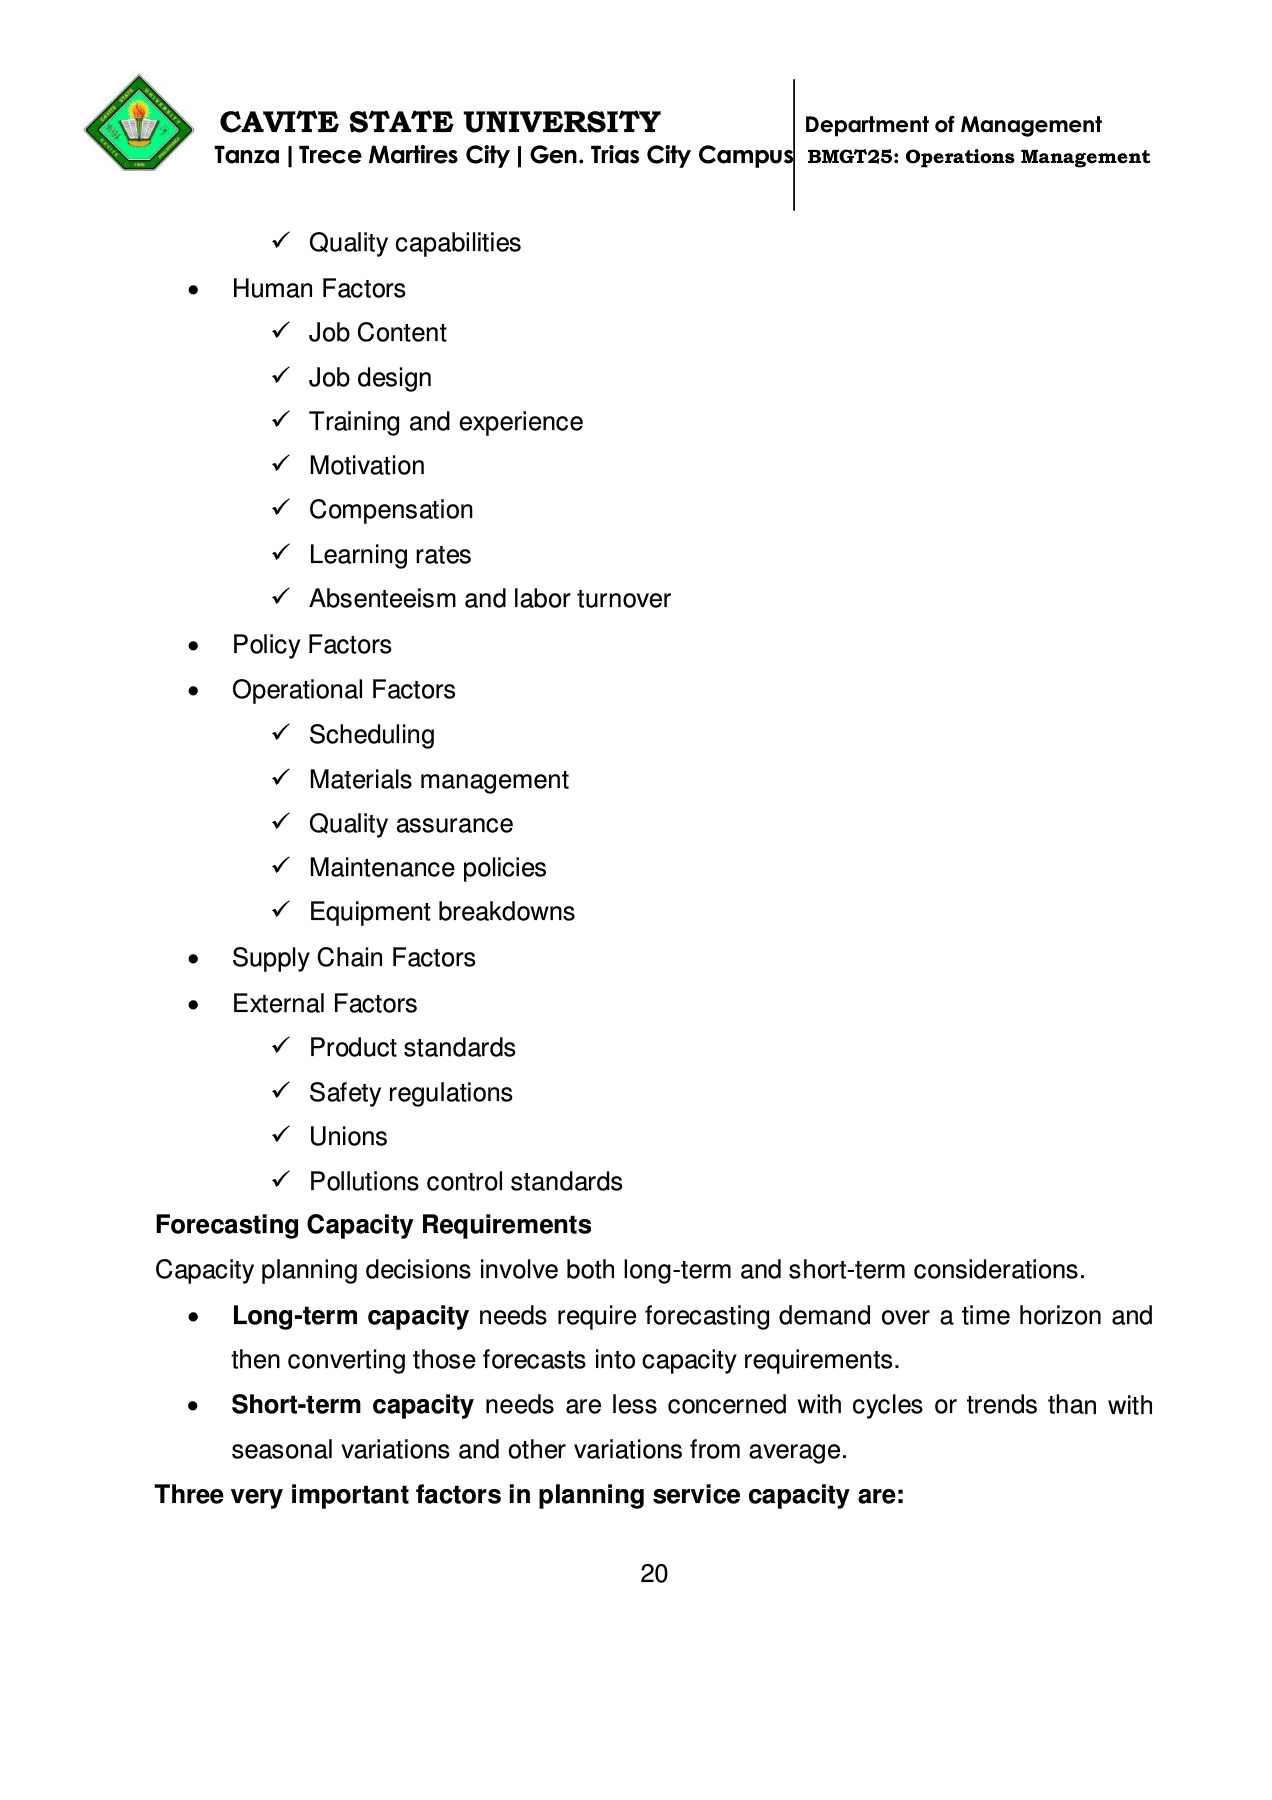 CAVITE STATE UNIVERSITY
Tanza | Trece Martires City | Gen. Trias City Campus
Department of Management
BMGT25: Operations Management
✓ Quality capabilities
• Human Factors
✓ Job Content
✓ Job design
✓ Training and experience
✓ Motivation
✓ Compensation
✓ Learning rates
✓ Absenteeism and labor turnover
• Policy Factors
• Operational Factors
✓ Scheduling
✓ Materials management
✓ Quality assurance
✓ Maintenance policies
✓ Equipment breakdowns
• Supply Chain Factors
• External Factors
✓ Product standards
✓ Safety regulations
✓ Unions
✓ Pollutions control standards
Forecasting Capacity Requirements
Capacity planning decisions involve both long-term and short-term considerations.
• Long-term capacity needs require forecasting demand over a time horizon and
then converting those forecasts into capacity requirements.
• Short-term capacity needs are less concerned with cycles or trends than with
seasonal variations and other variations from average.
Three very important factors in planning service capacity are:
20